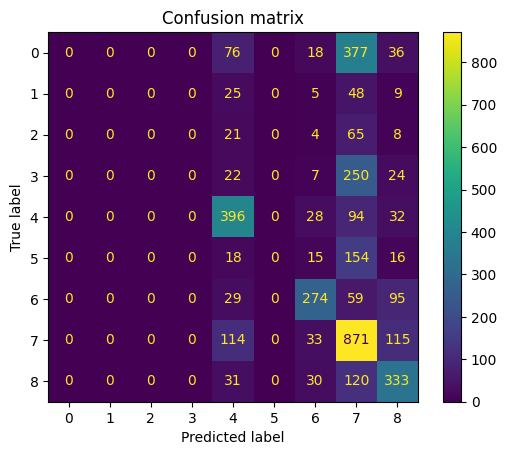 Confusion matrix
0 0 0 0 0 76 0 18 377 36
1 0 0 0 0 25 0 5 48 9
2 0 0 0 0 21 0 4 65 8
3 0 0 0 0 22 0 7 250 24
4 0 0 0 0 396 0 28 94 32
5 0 0 0 0 18 0 15 154 16
6 0 0 0 0 29 0 274 59 95
7 0 0 0 0 114 0 33 871 115
8 0 0 0 0 31 0 30 120 333
0 1 2 3 4 5 6 7 8
Predicted label
True label
800
700
600
500
400
300
200
100
0